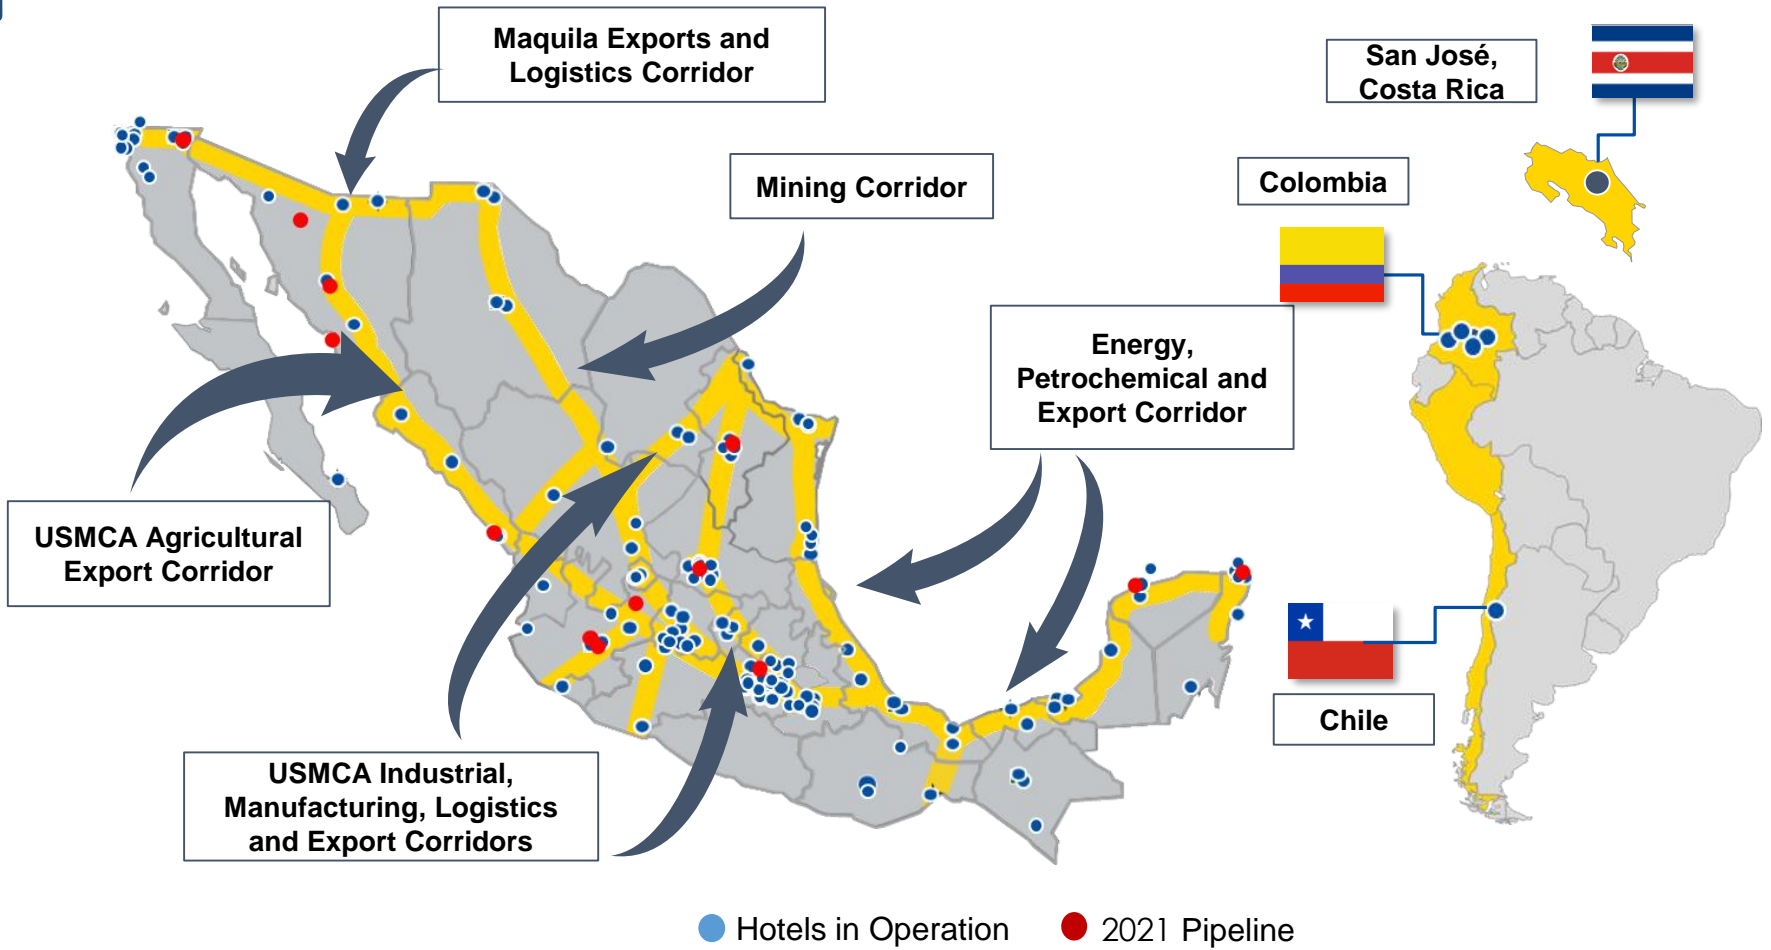 Maquila Exports and
Logistics Corridor
San José,
Costa Rica
Mining Corridor
Colombia
Energy,
Petrochemical and
Export Corridor
USMCA Agricultural
Export Corridor
Chile
USMCA Industrial,
Manufacturing, Logistics
and Export Corridors
Hotels in Operation
2021 Pipeline